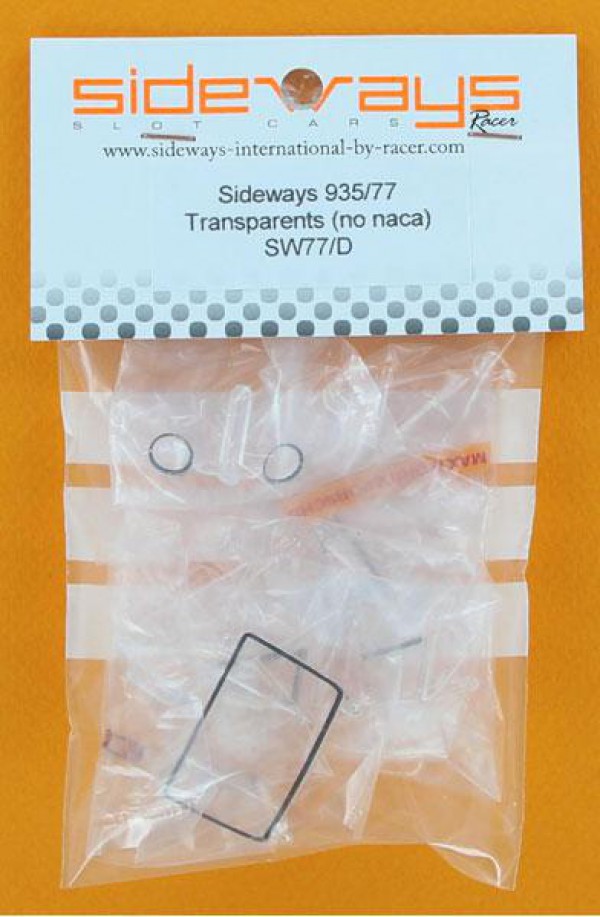 sideways
SLOT CARS Racer
www.sideways-international-by-racer.com
Sideways 935/77
Transparents (no naca)
SW77/D